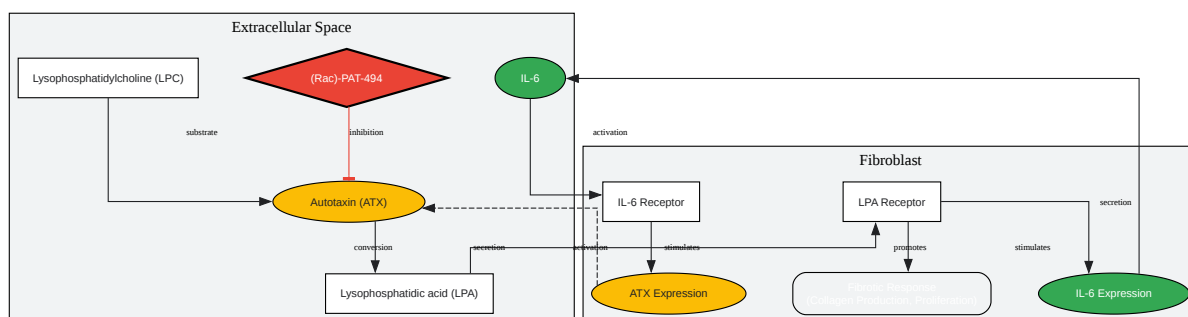 Extracellular Space
Lysophosphatidylcholine (LPC)
(Rac)-PAT-494
IL-6
substrate
inhibition
activation
Fibroblast
Autotaxin (ATX)
IL-6 Receptor
LPA Receptor
secretion
conversion
secretion
activation
stimulates
promotes
stimulates
Lysophosphatidic acid (LPA)
ATX Expression
Fibrotic Response
(Collagen Production, Proliferation)
IL-6 Expression